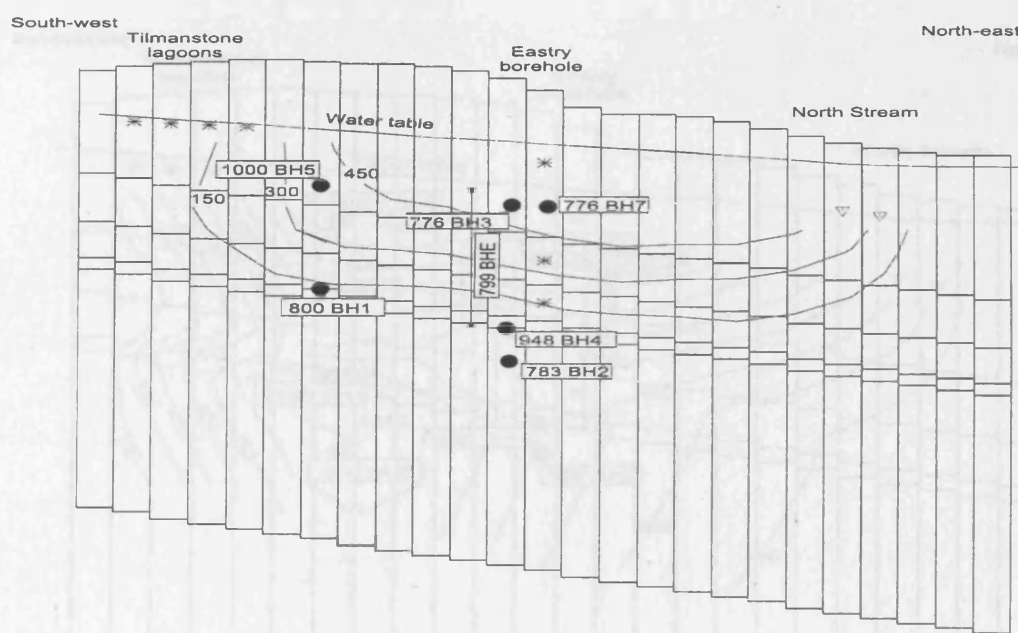 South-west
North-east
Tilmanstone
lagoons
Eastry
borehole
North Stream
Water table
1000 BH5
450
150
300
776 BH3
776 BH7
799 BHE
800 BH1
948 BH4
783 BH2